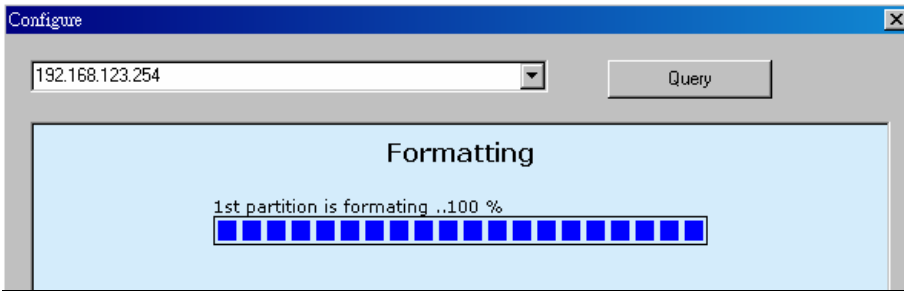 Configure
192.168.123.254
Query
Formatting
1st partition is formating ..100 %